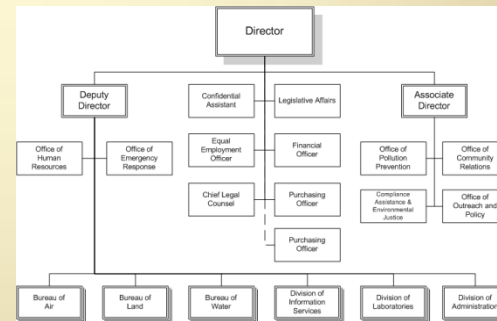 Director
Deputy
Director
Confidential
Assistant
Legislative Affairs
Associate
Director
Office of
Human
Resources
Office of
Emergency
Response
Equal
Employment
Officer
Financial
Officer
Office of
Pollution
Prevention
Office of
Community
Relations
Chief Legal
Counsel
Purchasing
Officer
Compliance
Assistance &
Environmental
Justice
Office of
Outreach and
Policy
Purchasing
Officer
Bureau of
Air
Bureau of
Land
Bureau of
Water
Division of
Information
Services
Division of
Laboratories
Division of
Administration